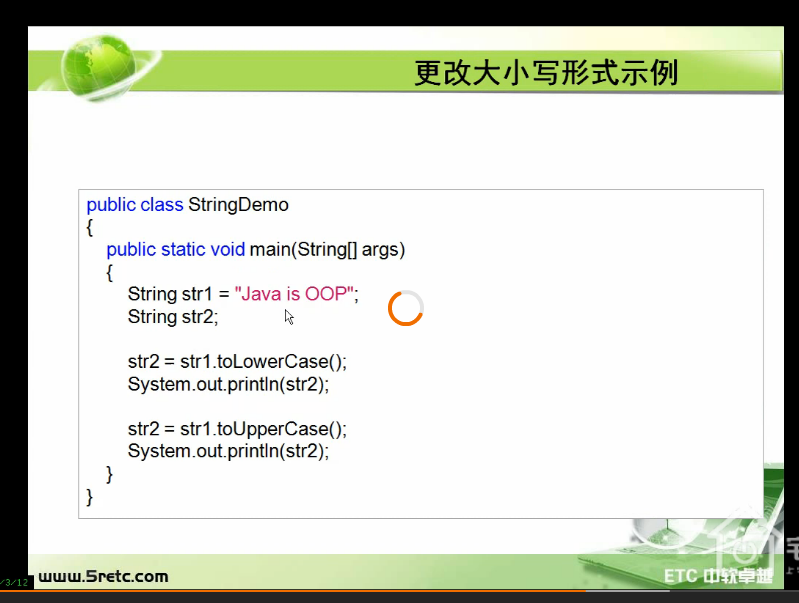 更改大小写形式示例
public class StringDemo
{
public static void main(String[] args)
{
String str1 = "Java is OOP";
String str2;
str2 = str1.toLowerCase();
System.out.println(str2);
str2 = str1.toUpperCase();
System.out.println(str2);
}
}
/3/12
www.5retc.com
ETC 中软卓越